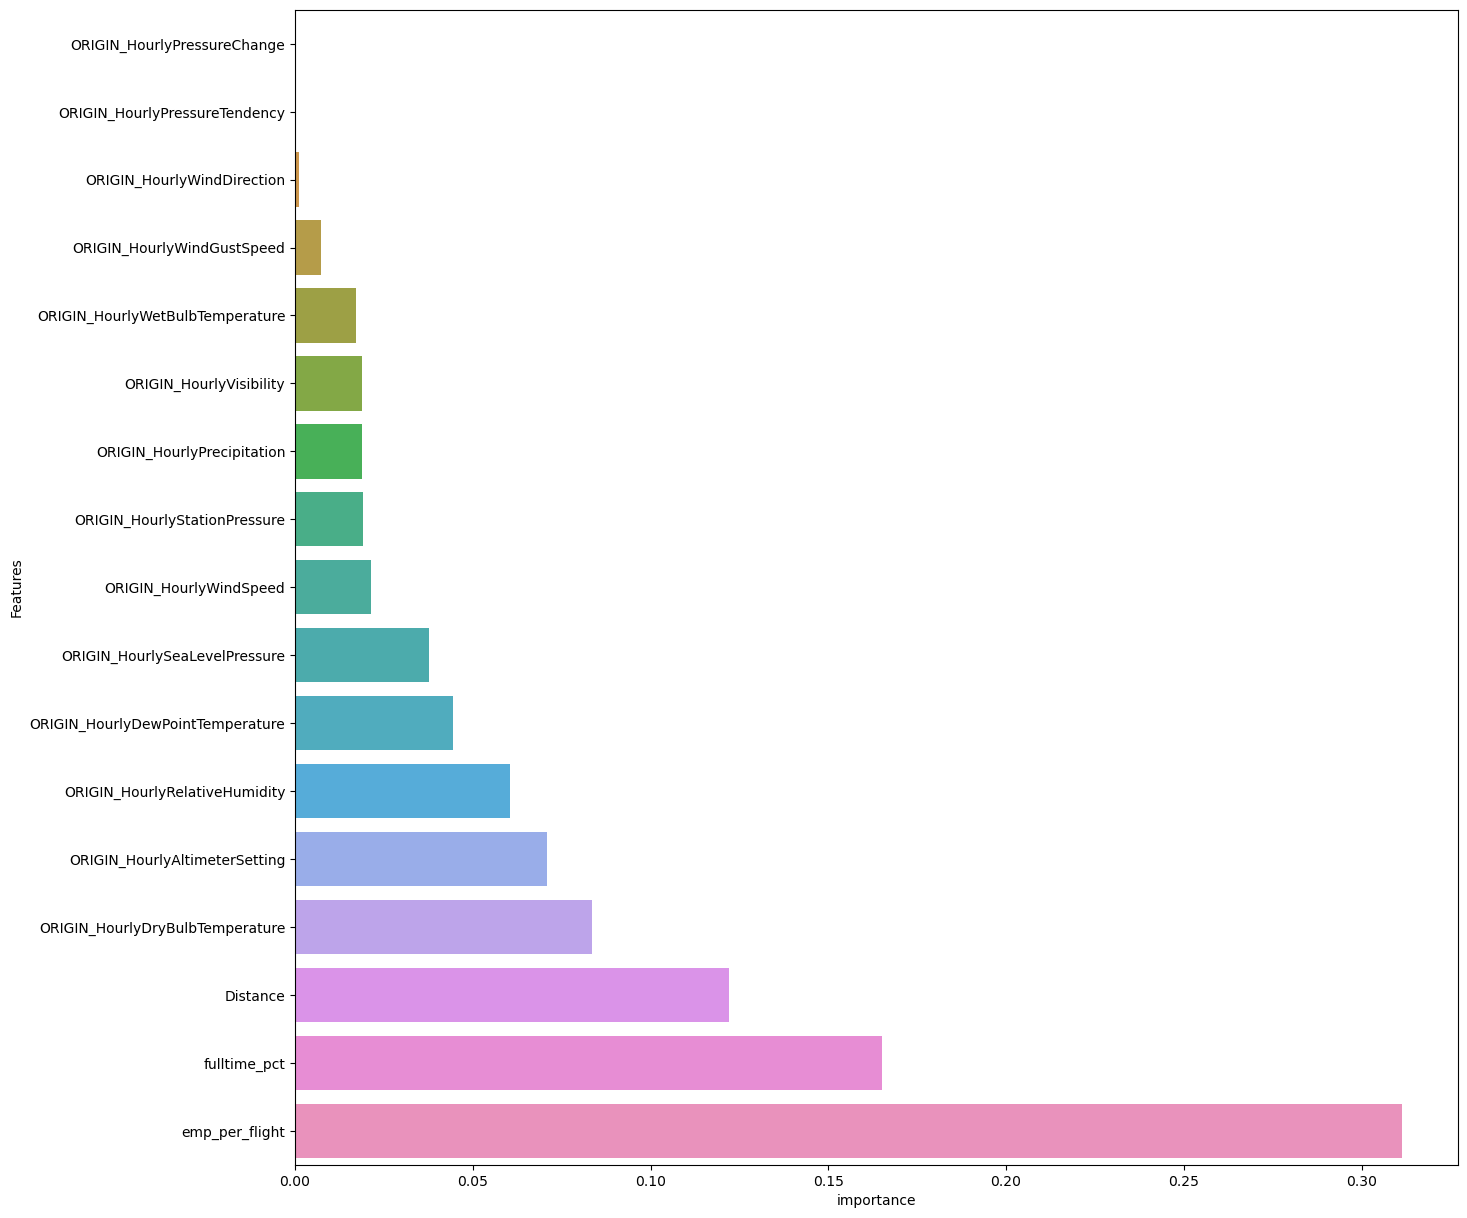 ORIGIN_HourlyPressureChange
ORIGIN_HourlyPressureTendency
ORIGIN_HourlyWindDirection
ORIGIN_HourlyWindGustSpeed
ORIGIN_HourlyWetBulbTemperature
ORIGIN_HourlyVisibility
ORIGIN_HourlyPrecipitation
ORIGIN_HourlyStationPressure
ORIGIN_HourlyWindSpeed
ORIGIN_HourlySeaLevelPressure
ORIGIN_HourlyDewPointTemperature
ORIGIN_HourlyRelativeHumidity
ORIGIN_HourlyAltimeterSetting
ORIGIN_HourlyDryBulbTemperature
Distance
fulltime_pct
emp_per_flight
Features
0.00 0.05 0.10 0.15 0.20 0.25 0.30
importance